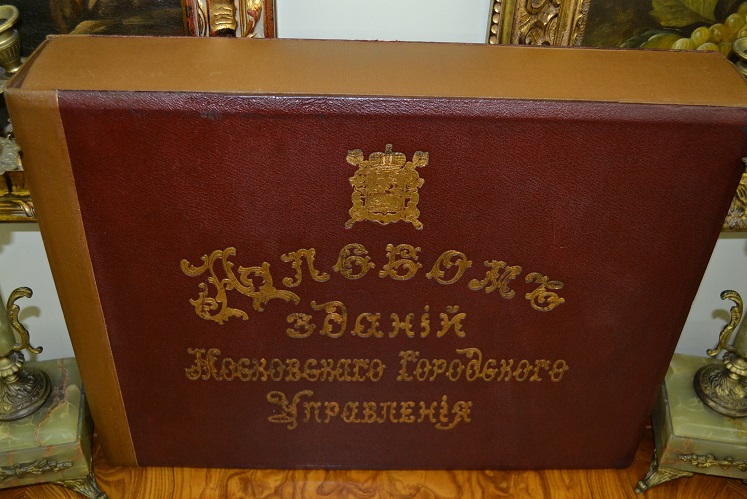 Альбомъ
зданій
Московскаго Городского
Управленія